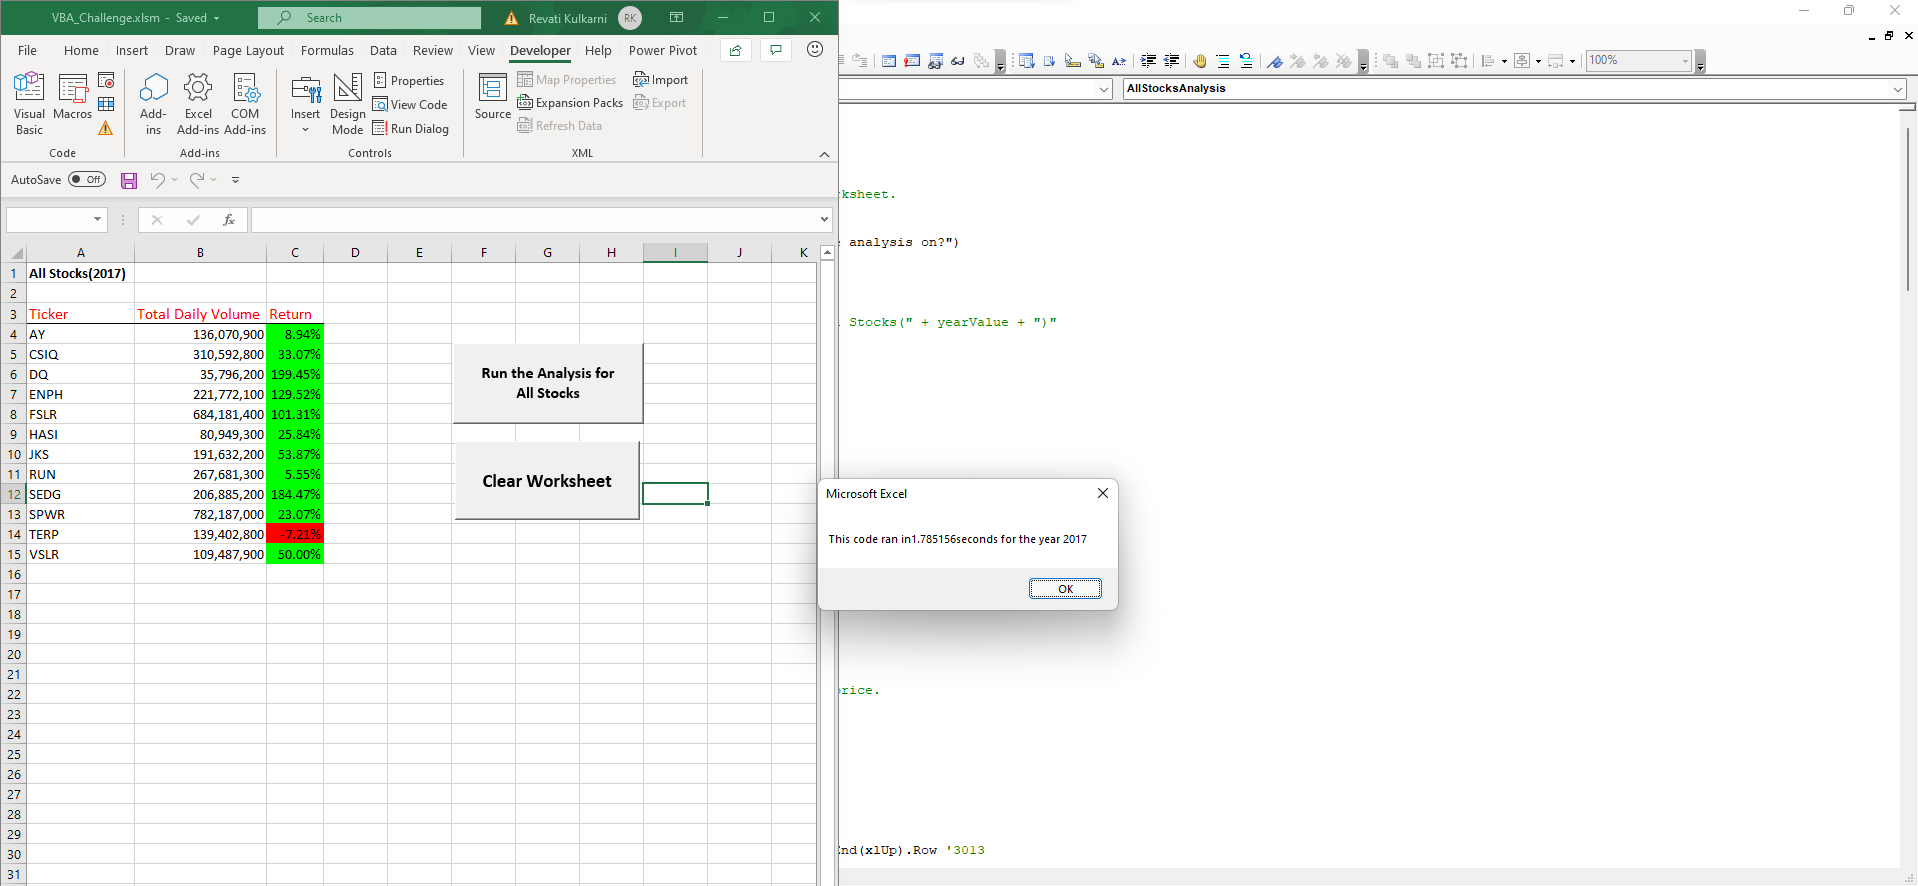 VBA_Challenge.xlsm - Saved
Search
Revati Kulkarni
RK
File Home Insert Draw Page Layout Formulas Data Review View Developer Help Power Pivot
Visual Basic
Macros
Code
Add-ins
Excel Add-ins
COM Add-ins
Add-ins
Insert
Design Mode
Properties
View Code
Run Dialog
Controls
Source
Map Properties
Expansion Packs
Refresh Data
Import
Export
XML
AutoSave Off
fx
A B C D E F G H I J K
1 All Stocks(2017)
2
3 Ticker Total Daily Volume Return
4 AY 136,070,900 8.94%
5 CSIQ 310,592,800 33.07%
6 DQ 35,796,200 199.45%
7 ENPH 221,772,100 129.52%
8 FSLR 684,181,400 101.31%
9 HASI 80,949,300 25.84%
10 JKS 191,632,200 53.87%
11 RUN 267,681,300 5.55%
12 SEDG 206,885,200 184.47%
13 SPWR 782,187,000 23.07%
14 TERP 139,402,800 -7.21%
15 VSLR 109,487,900 50.00%
16
17
18
19
20
21
22
23
24
25
26
27
28
29
30
31
Run the Analysis for
All Stocks
Clear Worksheet
100%
AllStocksAnalysis
ksheet.
analysis on?")
Stocks(" + yearValue + ")"
Microsoft Excel
This code ran in1.785156seconds for the year 2017
OK
rice.
nd(xlUp).Row '3013